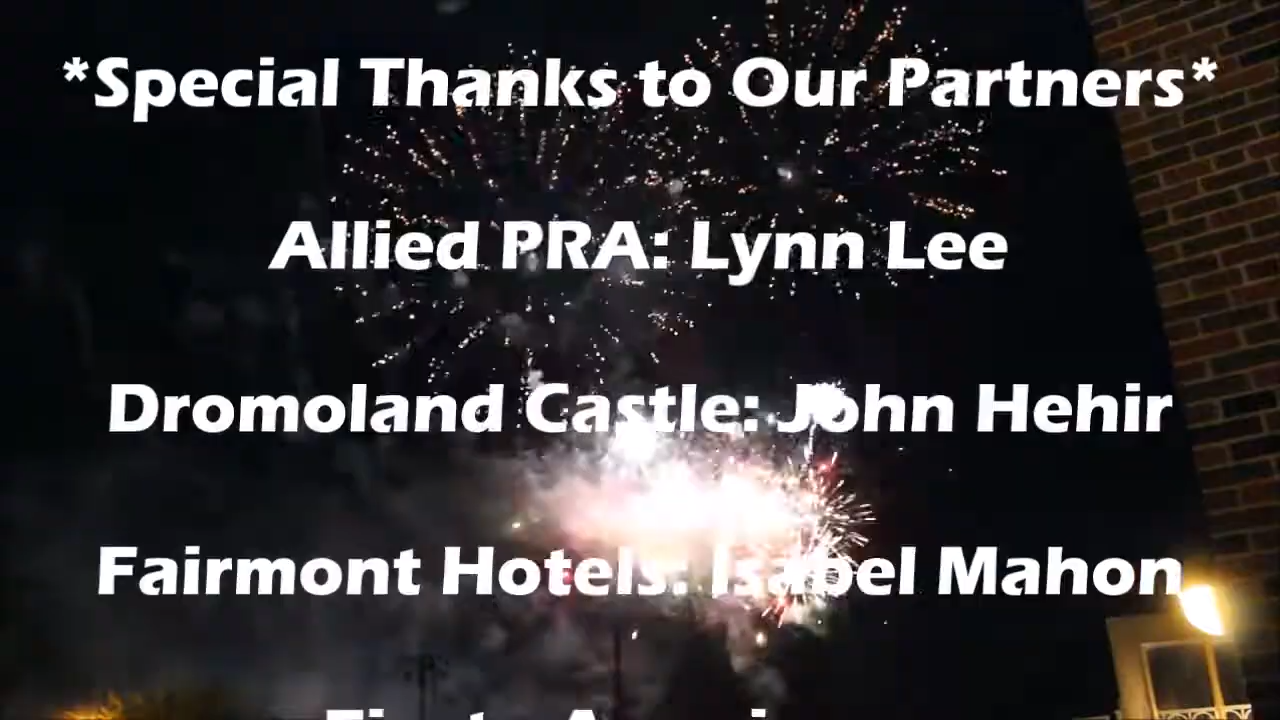 *Special Thanks to Our Partners*
Allied PRA: Lynn Lee
Dromoland Castle: John Hehir
Fairmont Hotels: Isabel Mahon